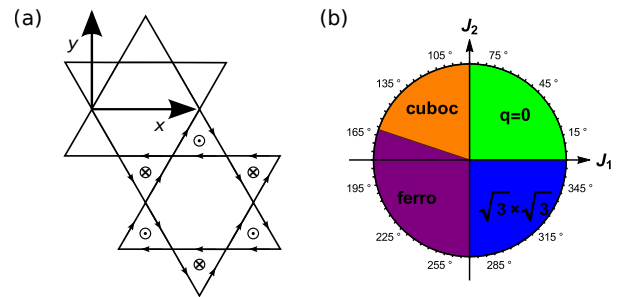 (a)
y
x
(b)
J₂
105 °
75 °
135 °
45 °
cuboc
q=0
165 °
15 °
J₁
195 °
345 °
ferro
√3×√3
225 °
315 °
255 °
285 °